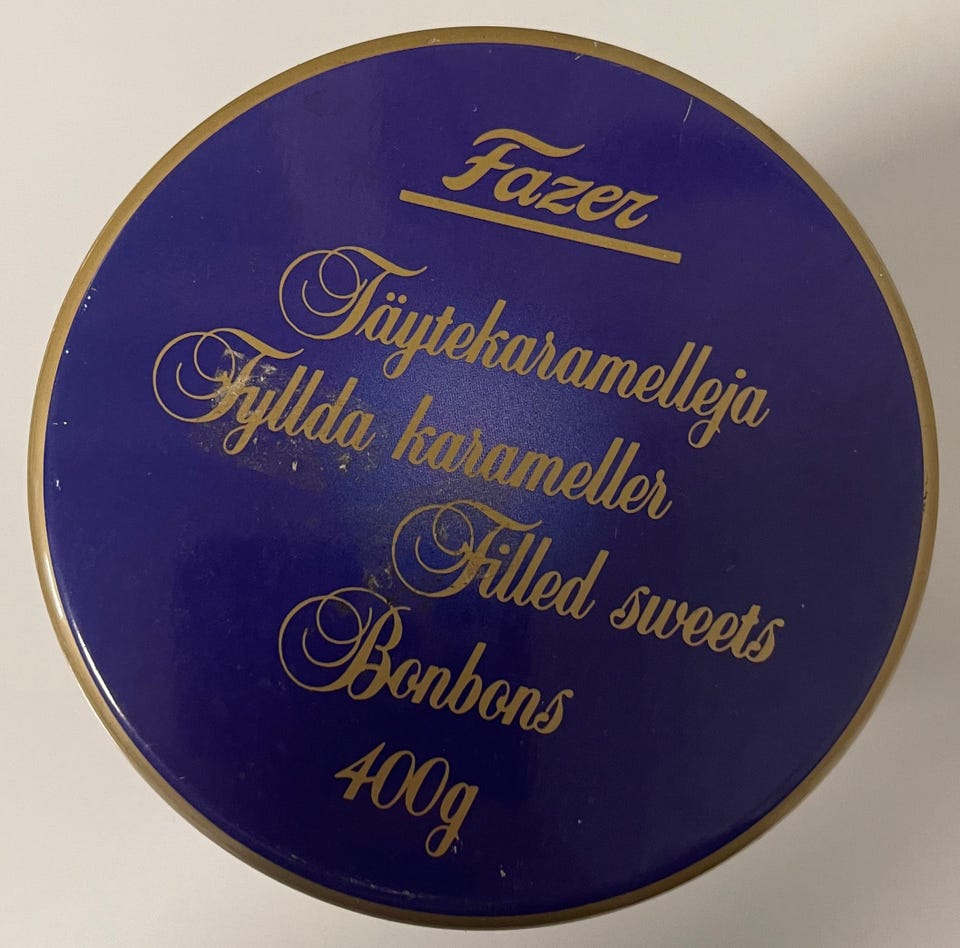 Fazer
Täytekaramelleja
Fyllda karameller
Filled sweets
Bonbons
400g